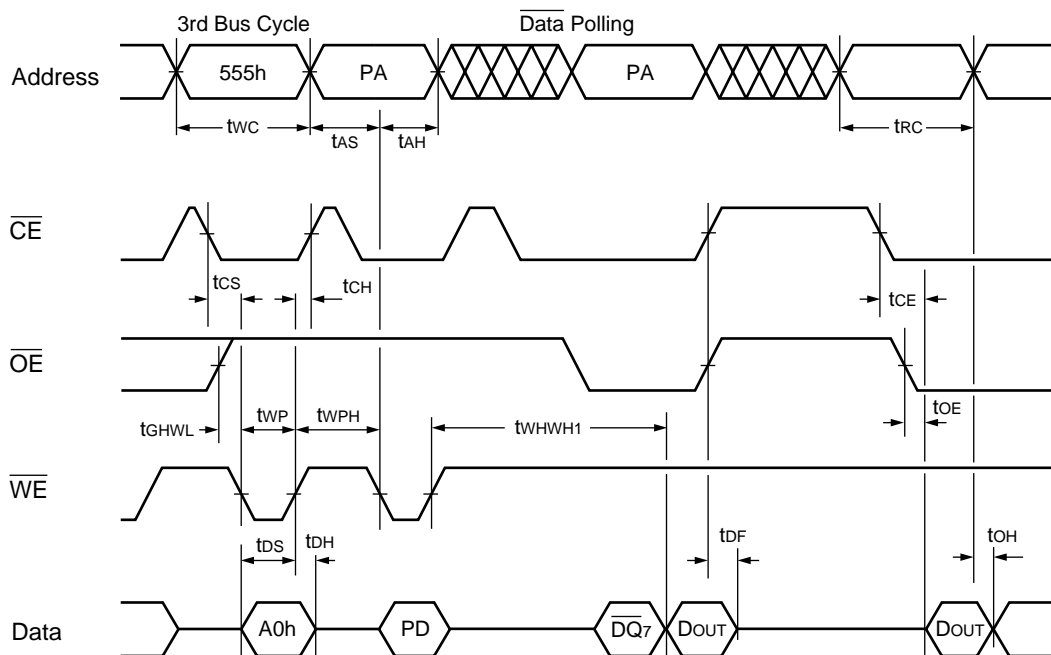 3rd Bus Cycle
Data Polling
Address
555h
PA
PA
tWC
tAS
tAH
tRC
CE
tCS
tCH
tCE
OE
tGHWL
tWP
tWPH
tWHWH1
tOE
WE
tDS
tDH
tDF
tOH
Data
A0h
PD
DQ7
DOUT
DOUT